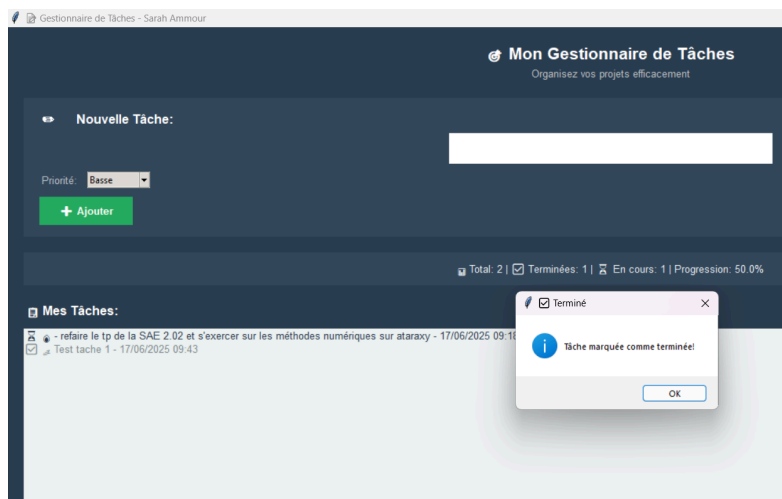 Gestionnaire de Tâches - Sarah Ammour
Mon Gestionnaire de Tâches
Organisez vos projets efficacement
Nouvelle Tâche:
Priorité: Basse
+ Ajouter
Total: 2 | Terminées: 1 | En cours: 1 | Progression: 50.0%
Mes Tâches:
- refaire le tp de la SAE 2.02 et s'exercer sur les méthodes numériques sur ataraxy - 17/06/2025 09:18
Test tache 1 - 17/06/2025 09:43
Terminé
Tâche marquée comme terminée!
OK